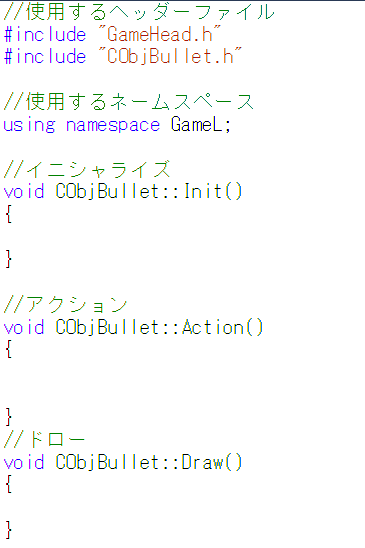 //使用するヘッダーファイル
#include "GameHead.h"
#include "CObjBullet.h"
//使用するネームスペース
using namespace GameL;
//イニシャライズ
void CObjBullet::Init()
{
}
//アクション
void CObjBullet::Action()
{
}
//ドロー
void CObjBullet::Draw()
{
}